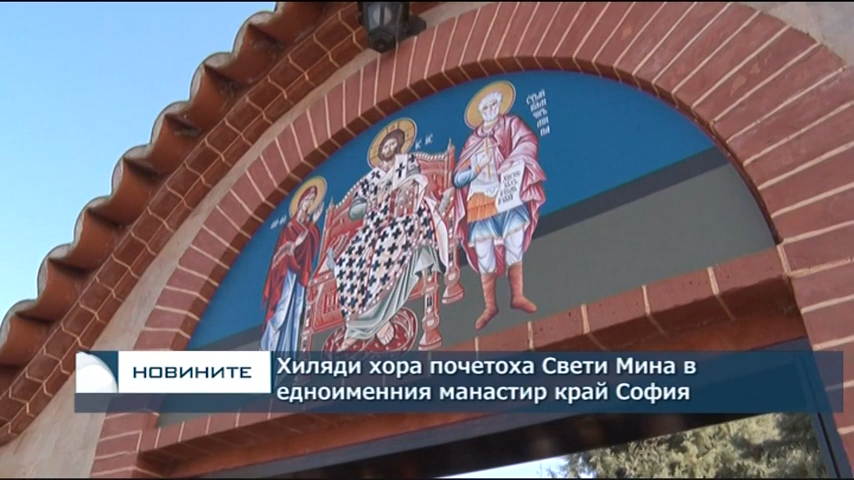 НОВИНИТЕ
Хиляди хора почетоха Свети Мина в
едноименния манастир край София